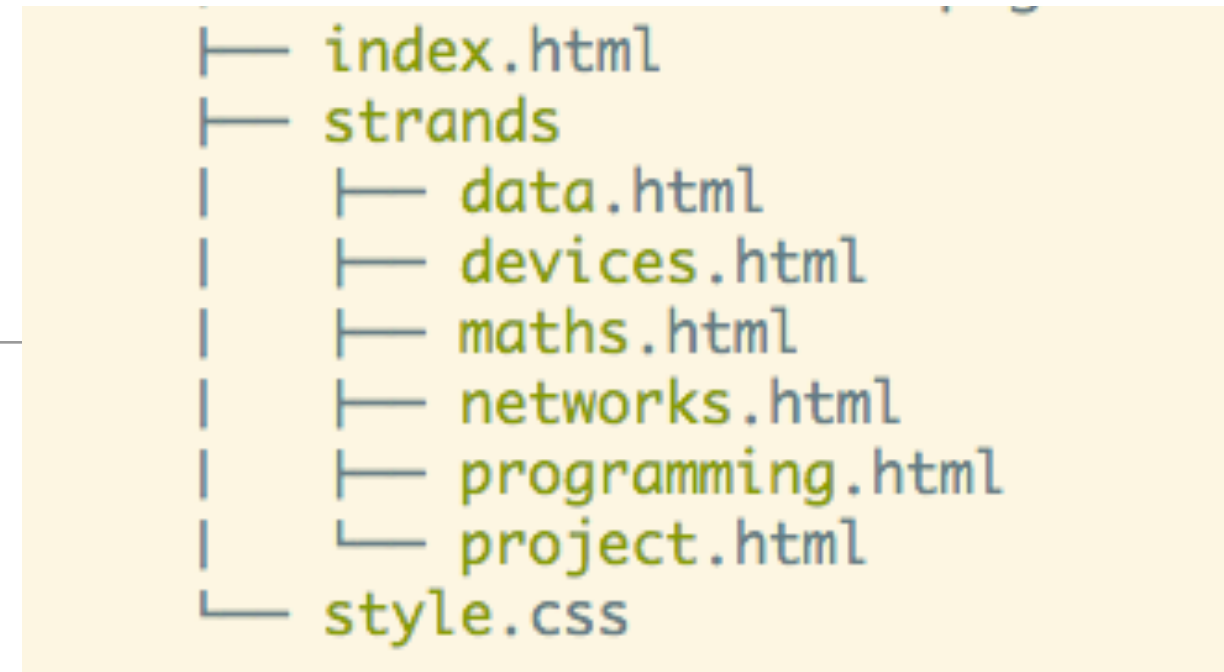 ├── index.html
├── strands
│   ├── data.html
│   ├── devices.html
│   ├── maths.html
│   ├── networks.html
│   ├── programming.html
│   └── project.html
└── style.css